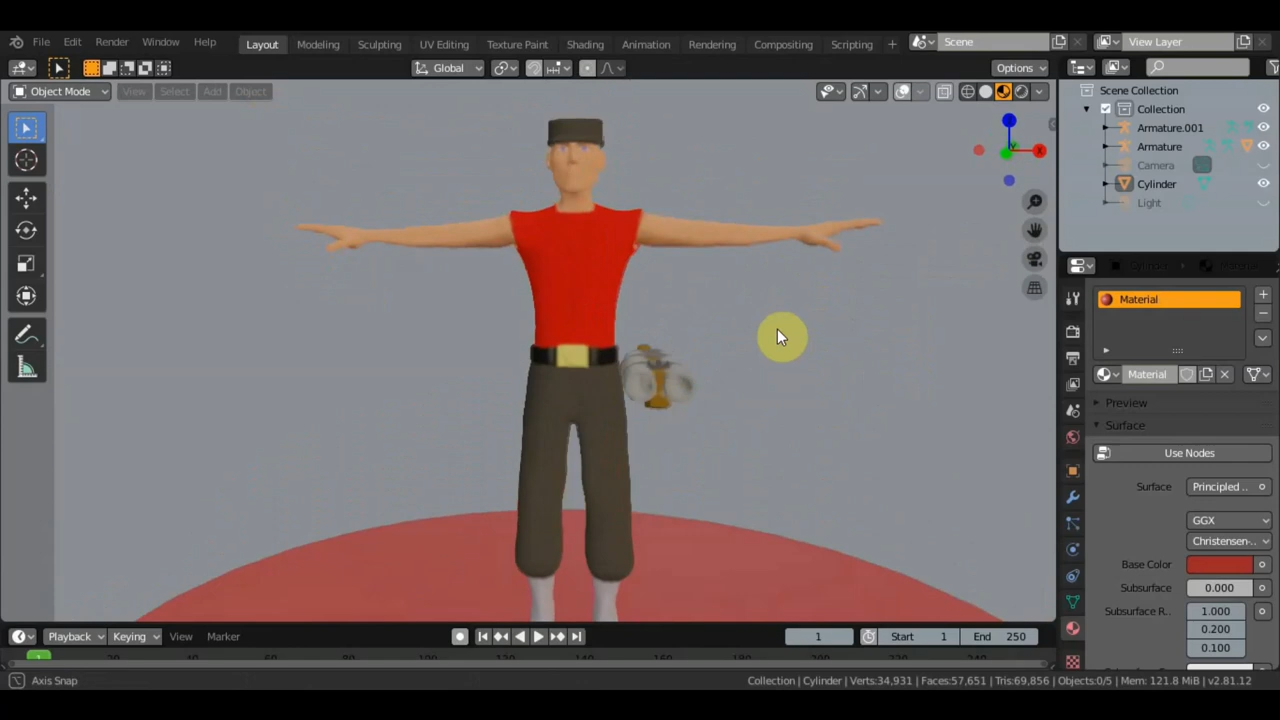 File Edit Render Window Help Layout Modeling Sculpting UV Editing Texture Paint Shading Animation Rendering Compositing Scripting + Scene View Layer
Global Options
Object Mode View Select Add Object
Scene Collection
Collection
Armature.001
Armature
Camera
Cylinder
Light
X
Cylinder
Material
Material
Preview
Surface
Use Nodes
Surface Principled ..
GGX
Christensen-..
Base Color
Subsurface 0.000
Subsurface R.. 1.000
0.200
0.100
Playback Keying View Marker 1 Start 1 End 250
1
Axis Snap Collection | Cylinder | Verts:34,931 | Faces:57,651 | Tris:69,856 | Objects:0/5 | Mem: 121.8 MiB | v2.81.12